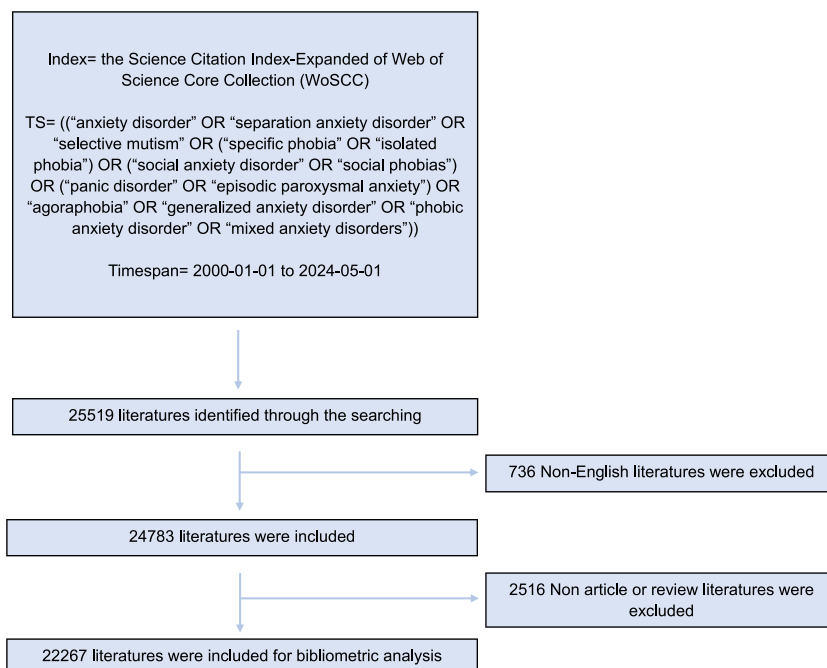 Index= the Science Citation Index-Expanded of Web of
Science Core Collection (WoSCC)
TS= ((“anxiety disorder” OR “separation anxiety disorder” OR
“selective mutism” OR (“specific phobia” OR “isolated
phobia”) OR (“social anxiety disorder” OR “social phobias”)
OR (“panic disorder” OR “episodic paroxysmal anxiety”) OR
“agoraphobia” OR “generalized anxiety disorder” OR “phobic
anxiety disorder” OR “mixed anxiety disorders”))
Timespan= 2000-01-01 to 2024-05-01
25519 literatures identified through the searching
736 Non-English literatures were excluded
24783 literatures were included
2516 Non article or review literatures were
excluded
22267 literatures were included for bibliometric analysis